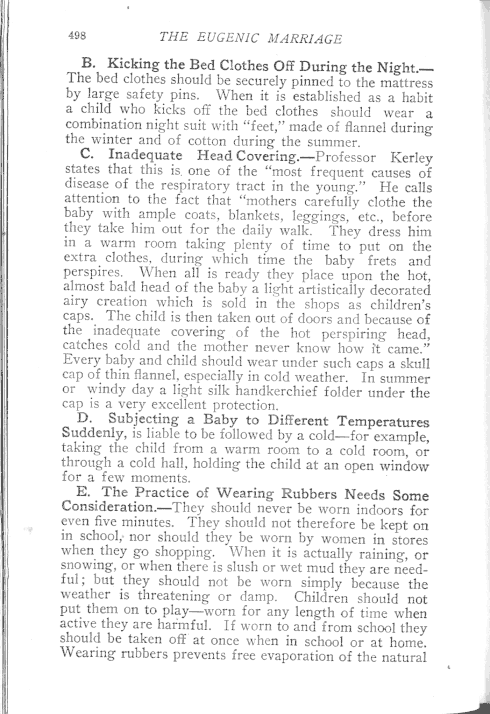 498 THE EUGENIC MARRIAGE
B. Kicking the Bed Clothes Off During the Night.—
The bed clothes should be securely pinned to the mattress
by large safety pins. When it is established as a habit
a child who kicks off the bed clothes should wear a
combination night suit with "feet," made of flannel during
the winter and of cotton during the summer.
C. Inadequate Head Covering.—Professor Kerley
states that this is one of the "most frequent causes of
disease of the respiratory tract in the young." He calls
attention to the fact that "mothers carefully clothe the
baby with ample coats, blankets, leggings, etc., before
they take him out for the daily walk. They dress him
in a warm room taking plenty of time to put on the
extra clothes, during which time the baby frets and
perspires. When all is ready they place upon the hot,
almost bald head of the baby a light artistically decorated
airy creation which is sold in the shops as children's
caps. The child is then taken out of doors and because of
the inadequate covering of the hot perspiring head,
catches cold and the mother never know how it came."
Every baby and child should wear under such caps a skull
cap of thin flannel, especially in cold weather. In summer
or windy day a light silk handkerchief folder under the
cap is a very excellent protection.
D. Subjecting a Baby to Different Temperatures
Suddenly, is liable to be followed by a cold—for example,
taking the child from a warm room to a cold room, or
through a cold hall, holding the child at an open window
for a few moments.
E. The Practice of Wearing Rubbers Needs Some
Consideration.—They should never be worn indoors for
even five minutes. They should not therefore be kept on
in school, nor should they be worn by women in stores
when they go shopping. When it is actually raining, or
snowing, or when there is slush or wet mud they are need-
ful; but they should not be worn simply because the
weather is threatening or damp. Children should not
put them on to play—worn for any length of time when
active they are harmful. If worn to and from school they
should be taken off at once when in school or at home.
Wearing rubbers prevents free evaporation of the natural